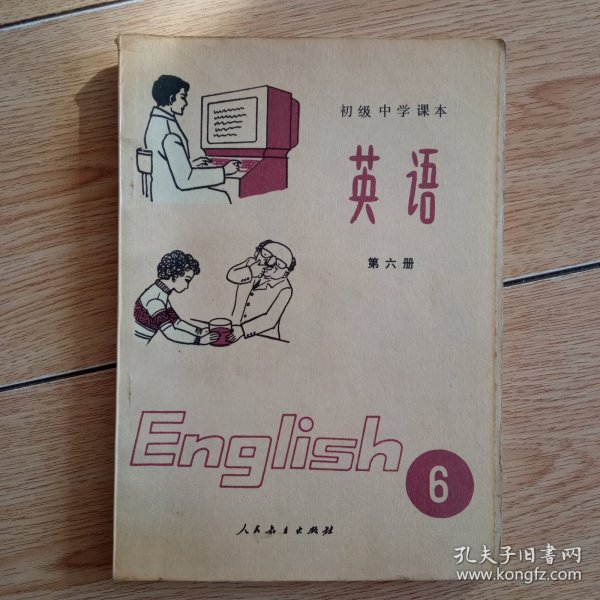 初级中学课本
英语
第六册
English
6
人民教育出版社
孔夫子旧书网
www.kongfz.com